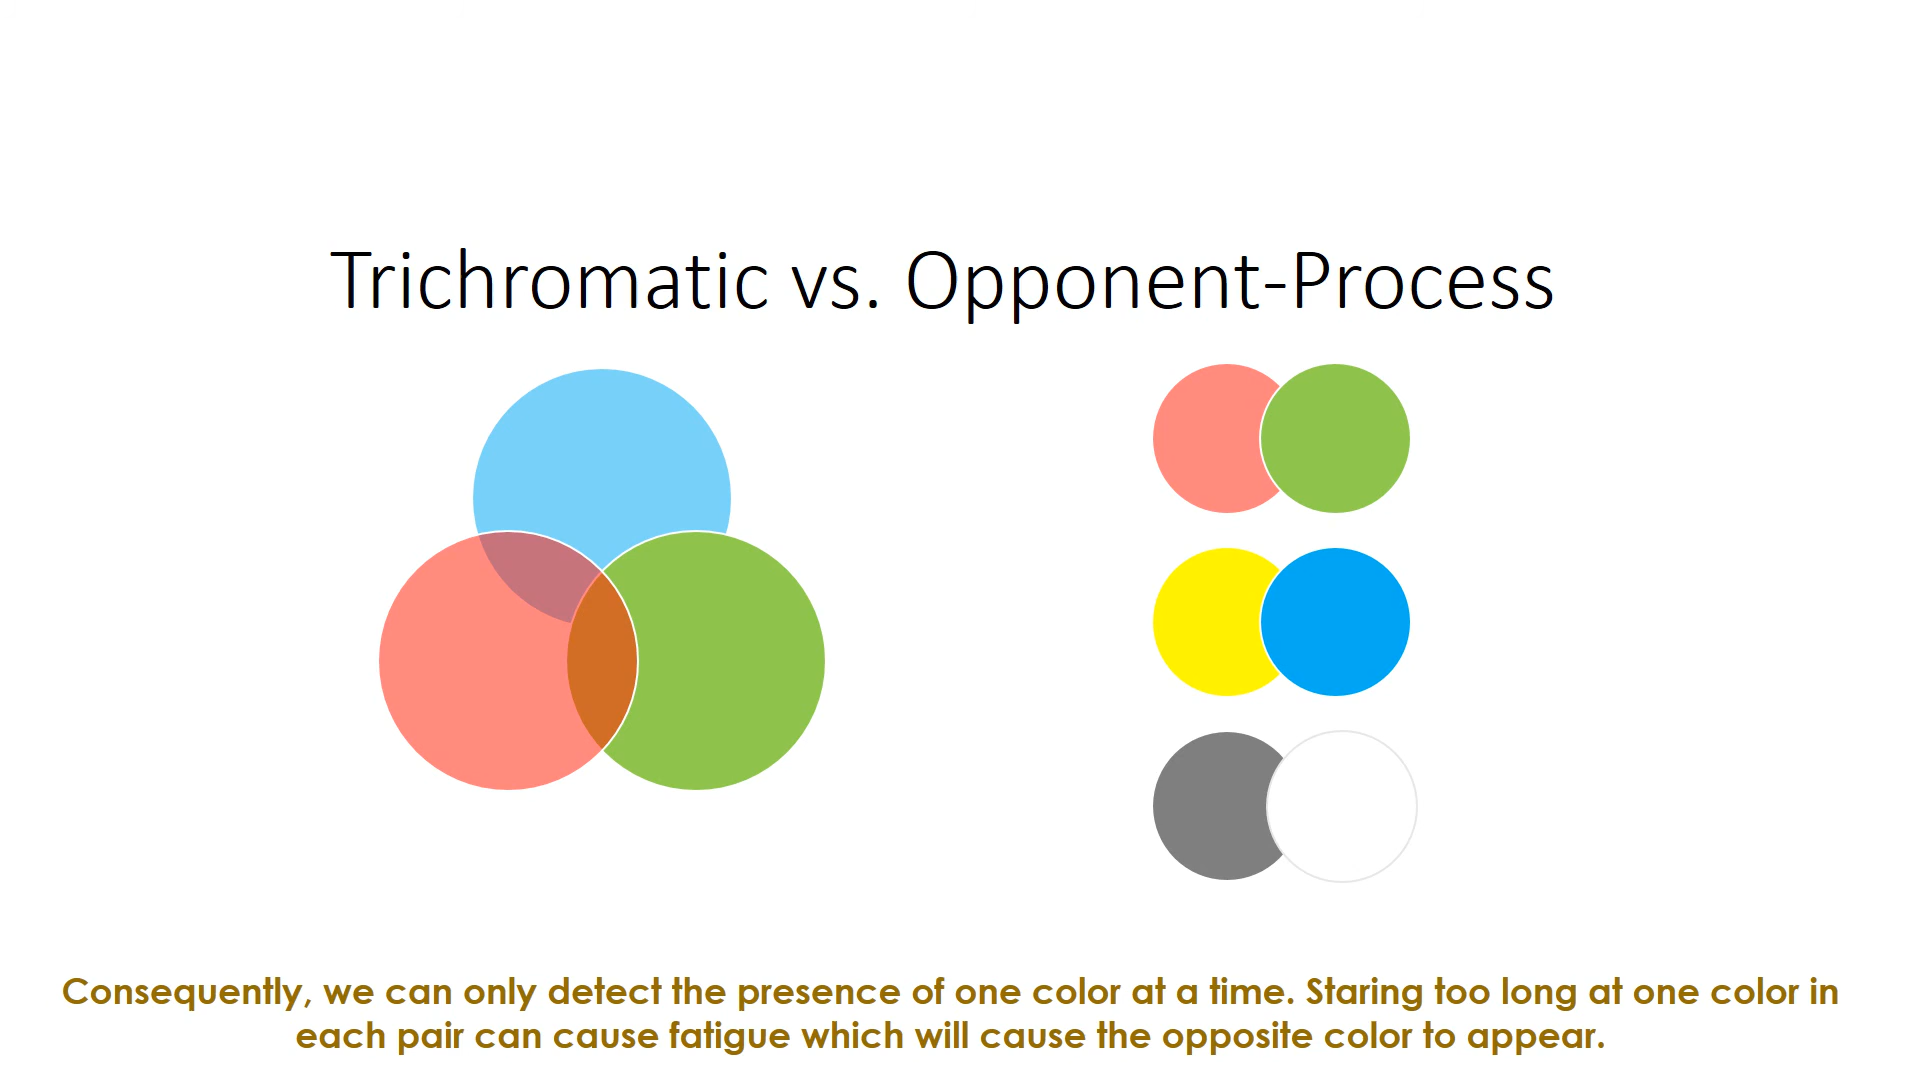 Trichromatic vs. Opponent-Process
Consequently, we can only detect the presence of one color at a time. Staring too long at one color in
each pair can cause fatigue which will cause the opposite color to appear.